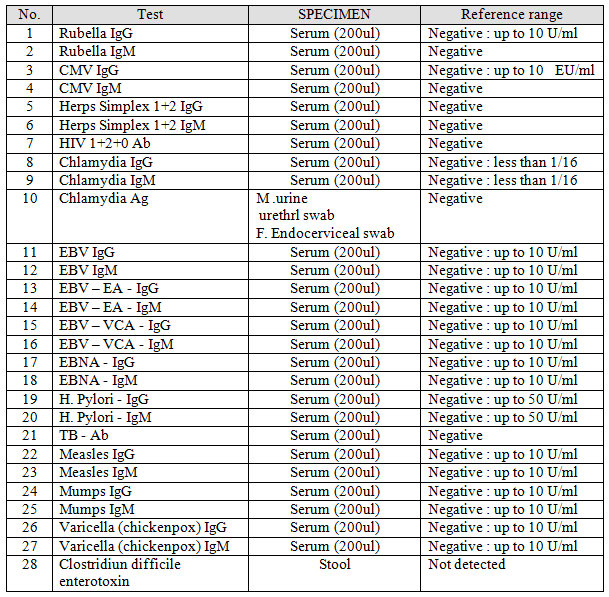 No. Test SPECIMEN Reference range
1 Rubella IgG Serum (200ul) Negative : up to 10 U/ml
2 Rubella IgM Serum (200ul) Negative
3 CMV IgG Serum (200ul) Negative : up to 10 EU/ml
4 CMV IgM Serum (200ul) Negative
5 Herps Simplex 1+2 IgG Serum (200ul) Negative
6 Herps Simplex 1+2 IgM Serum (200ul) Negative
7 HIV 1+2+0 Ab Serum (200ul) Negative
8 Chlamydia IgG Serum (200ul) Negative : less than 1/16
9 Chlamydia IgM Serum (200ul) Negative : less than 1/16
10 Chlamydia Ag M .urine Negative
urethrl swab
F. Endocerviceal swab
11 EBV IgG Serum (200ul) Negative : up to 10 U/ml
12 EBV IgM Serum (200ul) Negative : up to 10 U/ml
13 EBV – EA - IgG Serum (200ul) Negative : up to 10 U/ml
14 EBV – EA - IgM Serum (200ul) Negative : up to 10 U/ml
15 EBV – VCA - IgG Serum (200ul) Negative : up to 10 U/ml
16 EBV – VCA - IgM Serum (200ul) Negative : up to 10 U/ml
17 EBNA - IgG Serum (200ul) Negative : up to 10 U/ml
18 EBNA - IgM Serum (200ul) Negative : up to 10 U/ml
19 H. Pylori - IgG Serum (200ul) Negative : up to 50 U/ml
20 H. Pylori - IgM Serum (200ul) Negative : up to 50 U/ml
21 TB - Ab Serum (200ul) Negative
22 Measles IgG Serum (200ul) Negative : up to 10 U/ml
23 Measles IgM Serum (200ul) Negative : up to 10 U/ml
24 Mumps IgG Serum (200ul) Negative : up to 10 U/ml
25 Mumps IgM Serum (200ul) Negative : up to 10 U/ml
26 Varicella (chickenpox) IgG Serum (200ul) Negative : up to 10 U/ml
27 Varicella (chickenpox) IgM Serum (200ul) Negative : up to 10 U/ml
28 Clostridiun difficile Stool Not detected
enterotoxin